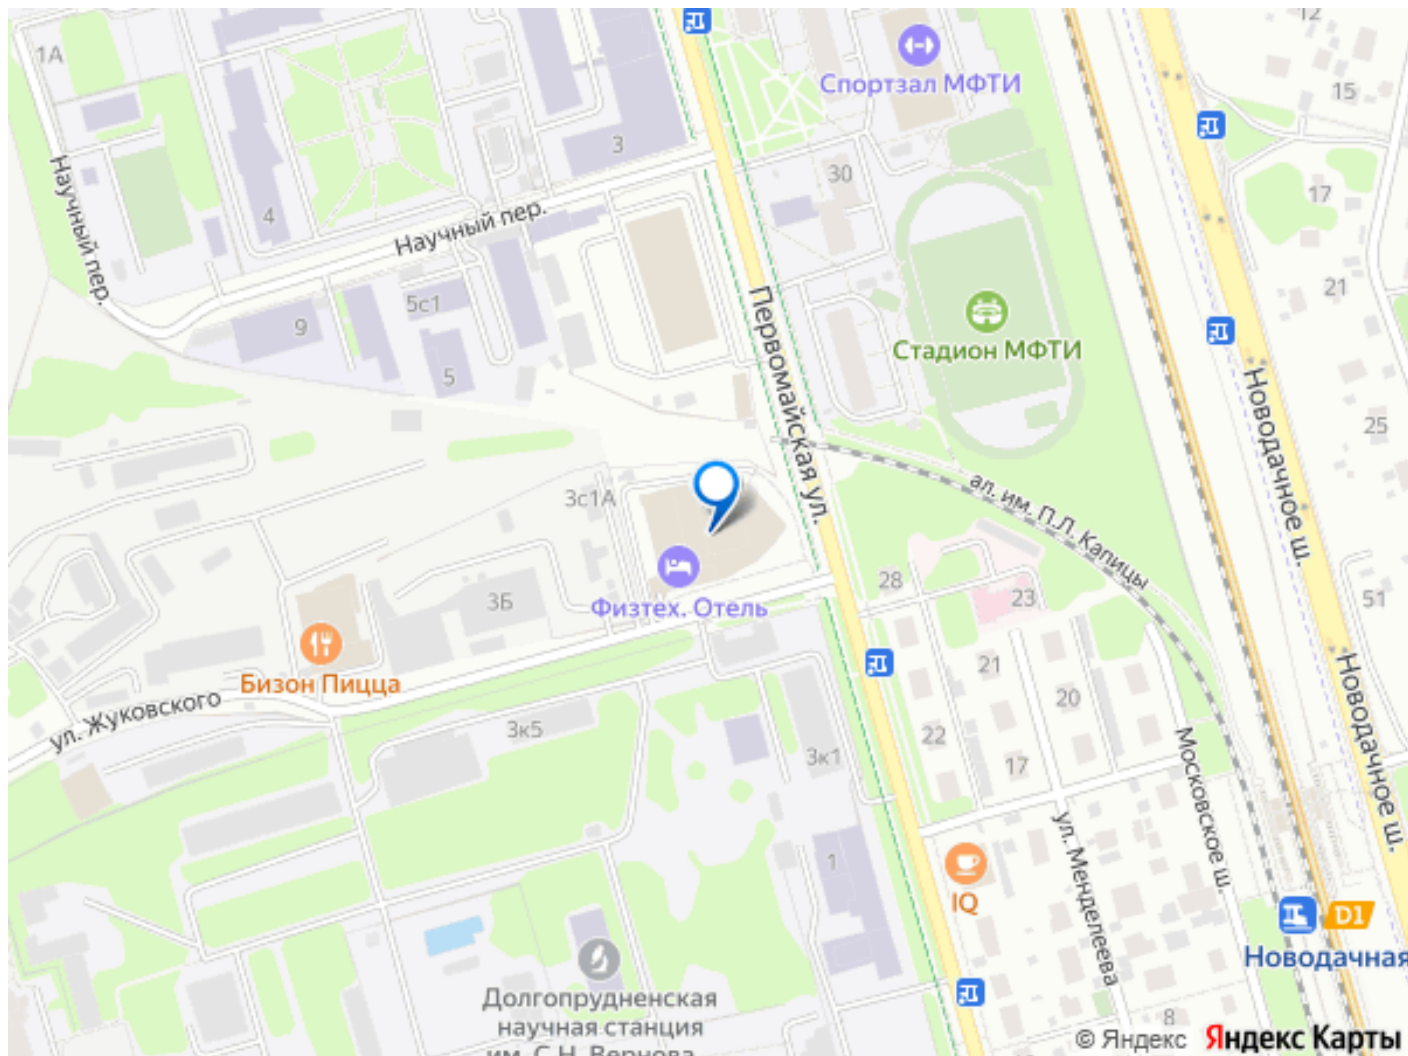 12
1А
Спортзал МФТИ
15
3
30
17
Научный пер.
4
Научный пер.
21
5с1
9
Первомайская ул.
Стадион МФТИ
5
Новодачное ш.
25
3с1А
ал. им. П.Л. Капицы
28
23
51
3Б
Физтех. Отель
21
20
Бизон Пицца
ул. Жуковского
Новодачное ш.
22
3к5
3к1
17
Московское ш.
ул. Менделеева
1
IQ
D1
Новодачная
Долгопрудненская
научная станция
им. С.Н. Вернова
8
© Яндекс Яндекс Карты